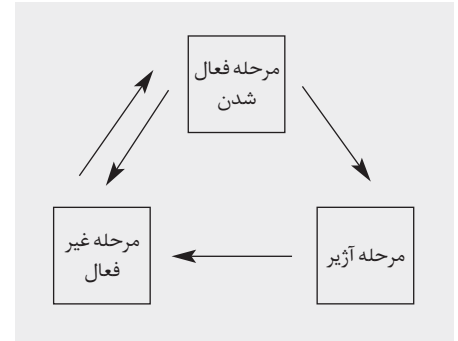 مرحله فعال
شدن
مرحله آژیر
مرحله غیر
فعال